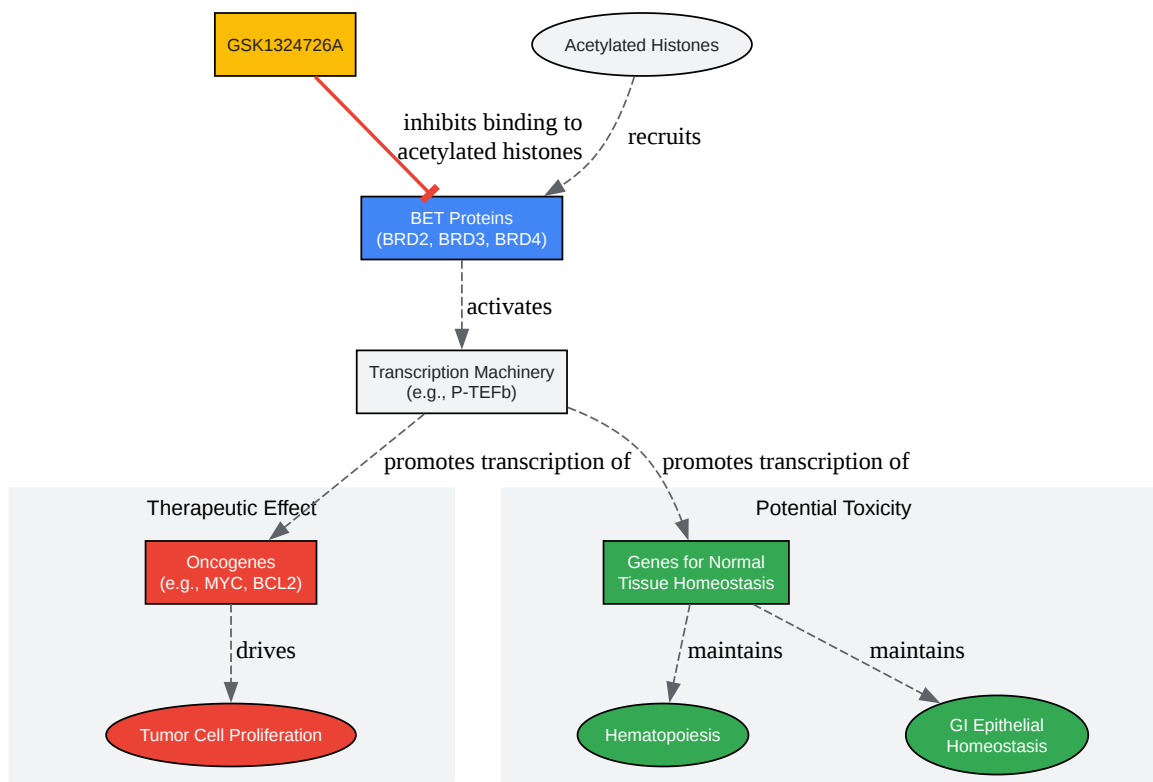 GSK1324726A
Acetylated Histones
inhibits binding to
acetylated histones
recruits
BET Proteins
(BRD2, BRD3, BRD4)
activates
Transcription Machinery
(e.g., P-TEFb)
promotes transcription of
promotes transcription of
Therapeutic Effect
Potential Toxicity
Oncogenes
(e.g., MYC, BCL2)
Genes for Normal
Tissue Homeostasis
drives
maintains
maintains
Tumor Cell Proliferation
Hematopoiesis
GI Epithelial
Homeostasis